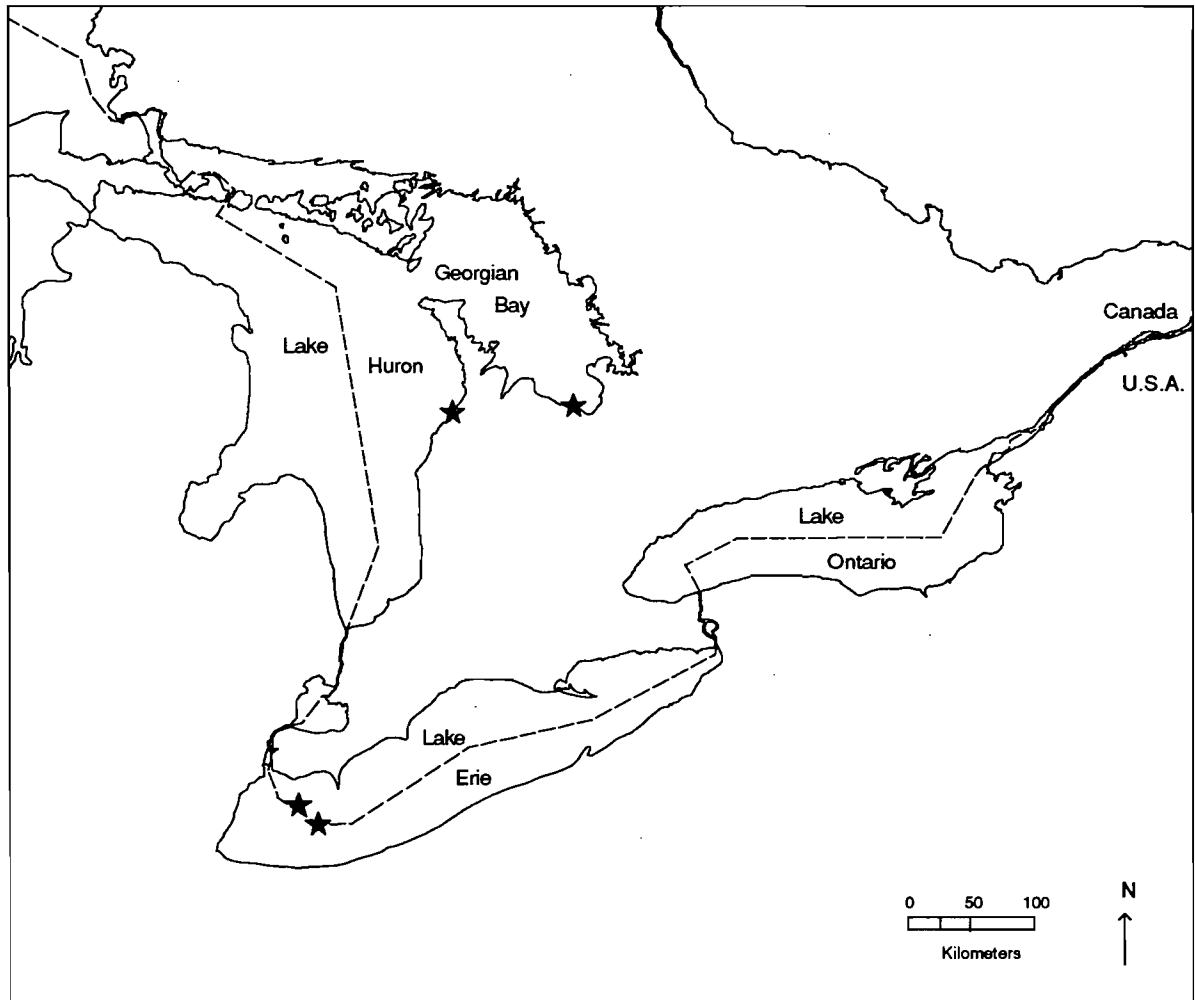 Georgian
Bay
Canada
Lake
Huron
U.S.A.
Lake
Ontario
Lake
Erie
N
0 50 100
Kilometers